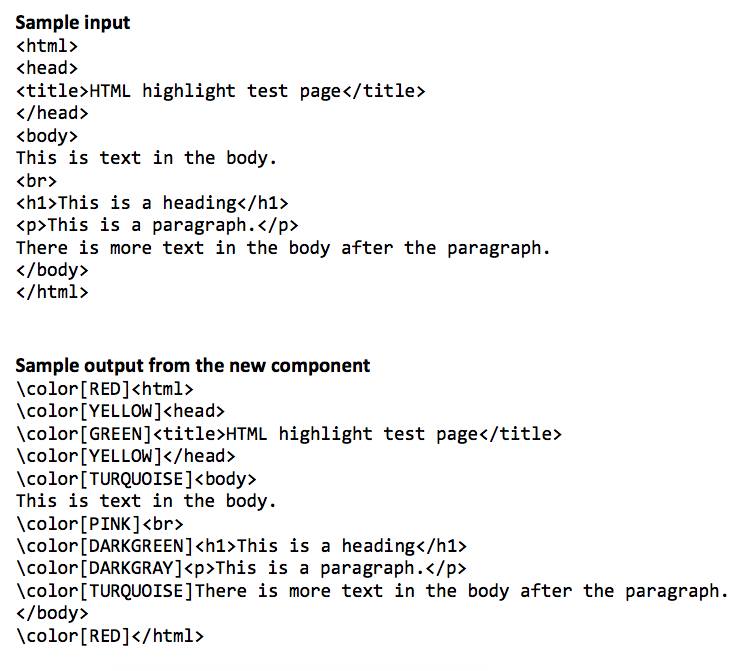 Sample input
<html>
<head>
<title>HTML highlight test page</title>
</head>
<body>
This is text in the body.
<br>
<h1>This is a heading</h1>
<p>This is a paragraph.</p>
There is more text in the body after the paragraph.
</body>
</html>
Sample output from the new component
\color[RED]<html>
\color[YELLOW]<head>
\color[GREEN]<title>HTML highlight test page</title>
\color[YELLOW]</head>
\color[TURQUOISE]<body>
This is text in the body.
\color[PINK]<br>
\color[DARKGREEN]<h1>This is a heading</h1>
\color[DARKGRAY]<p>This is a paragraph.</p>
\color[TURQUOISE]There is more text in the body after the paragraph.
</body>
\color[RED]</html>